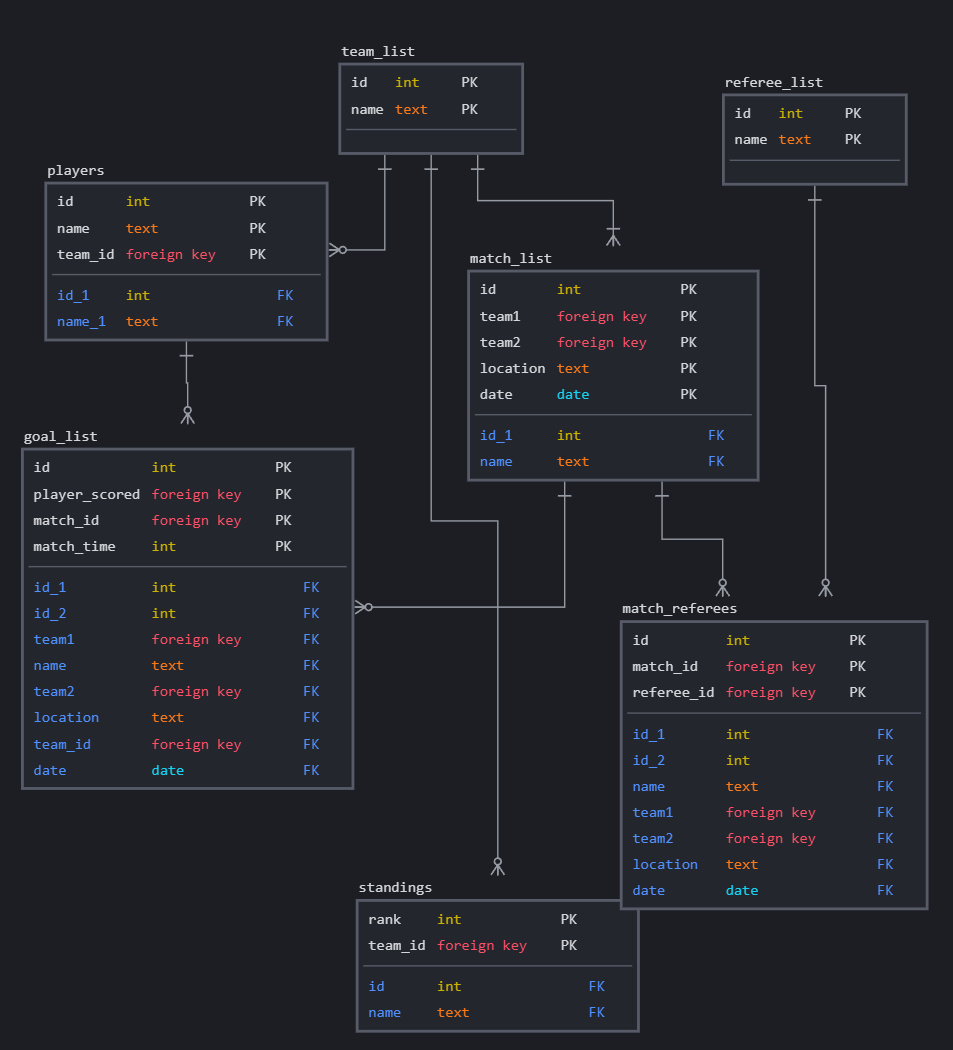 team_list
id int PK
name text PK
referee_list
id int PK
name text PK
players
id int PK
name text PK
team_id foreign key PK
id_1 int FK
name_1 text FK
match_list
id int PK
team1 foreign key PK
team2 foreign key PK
location text PK
date date PK
id_1 int FK
name text FK
goal_list
id int PK
player_scored foreign key PK
match_id foreign key PK
match_time int PK
id_1 int FK
id_2 int FK
team1 foreign key FK
name text FK
team2 foreign key FK
location text FK
team_id foreign key FK
date date FK
match_referees
id int PK
match_id foreign key PK
referee_id foreign key PK
id_1 int FK
id_2 int FK
name text FK
team1 foreign key FK
team2 foreign key FK
location text FK
date date FK
standings
rank int PK
team_id foreign key PK
id int FK
name text FK